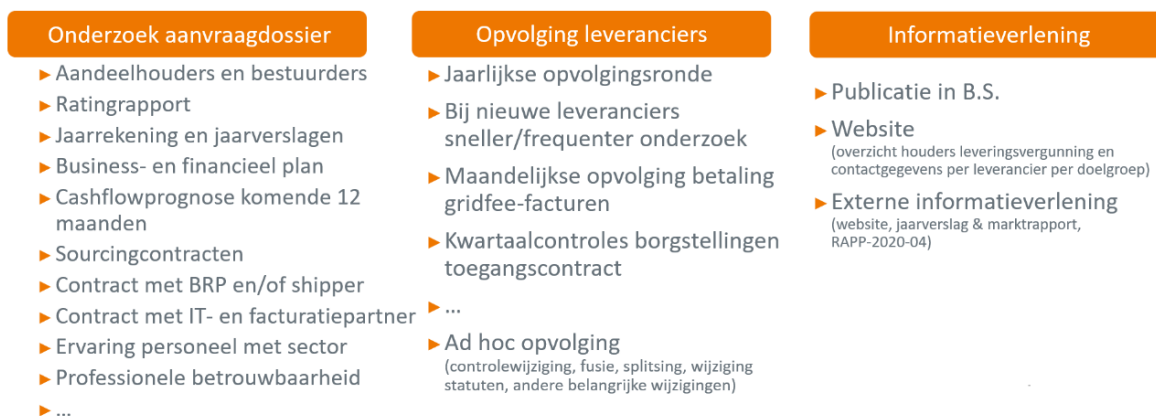 Onderzoek aanvraagdossier
► Aandeelhouders en bestuurders
► Ratingrapport
► Jaarrekening en jaarverslagen
► Business- en financieel plan
► Cashflowprognose komende 12
maanden
► Sourcingcontracten
► Contract met BRP en/of shipper
► Contract met IT- en facturatiepartner
► Ervaring personeel met sector
► Professionele betrouwbaarheid
► ...
Opvolging leveranciers
► Jaarlijkse opvolgingsronde
► Bij nieuwe leveranciers
sneller/frequenter onderzoek
► Maandelijkse opvolging betaling
gridfee-facturen
► Kwartaalcontroles borgstellingen
toegangscontract
► ...
► Ad hoc opvolging
(controlewijziging, fusie, splitsing, wijziging
statuten, andere belangrijke wijzigingen)
Informatieverlening
► Publicatie in B.S.
► Website
(overzicht houders leveringsvergunning en
contactgegevens per leverancier per doelgroep)
► Externe informatieverlening
(website, jaarverslag & marktrapport,
RAPP-2020-04)